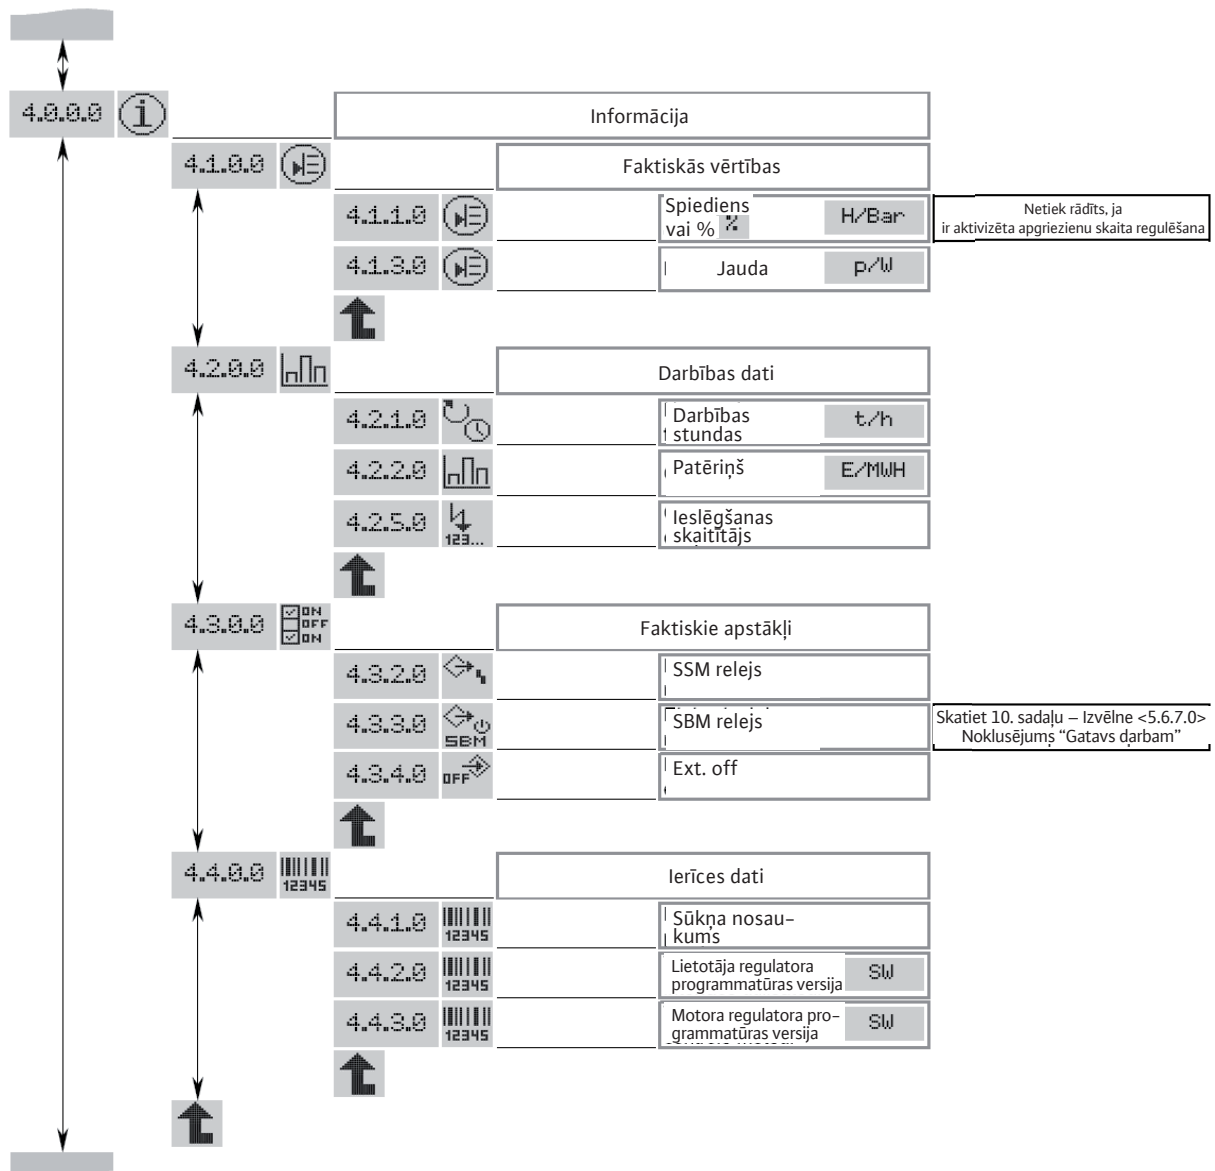 4.0.0.0
Informācija
4.1.0.0
Faktiskās vērtības
4.1.1.0
Spiediens
vai % %
H/Bar
Netiek rādīts, ja
ir aktivizēta apgriezienu skaita regulēšana
4.1.3.0
Jauda
p/W
4.2.0.0
Darbības dati
4.2.1.0
Darbības
stundas
t/h
4.2.2.0
Patēriņš
E/MWH
4.2.5.0
123...
Ieslēgšanas
skaitītājs
4.3.0.0
ON
OFF
ON
Faktiskie apstākļi
4.3.2.0
SSM relejs
4.3.3.0
SBM
SBM relejs
Skatiet 10. sadaļu – Izvēlne <5.6.7.0>
Noklusējums “Gatavs darbam”
4.3.4.0
OFF
Ext. off
4.4.0.0
12345
Ierīces dati
4.4.1.0
12345
Sūkņa nosau–
kums
4.4.2.0
12345
Lietotāja regulatora
programmatūras versija
SW
4.4.3.0
12345
Motora regulatora pro–
grammatūras versija
SW